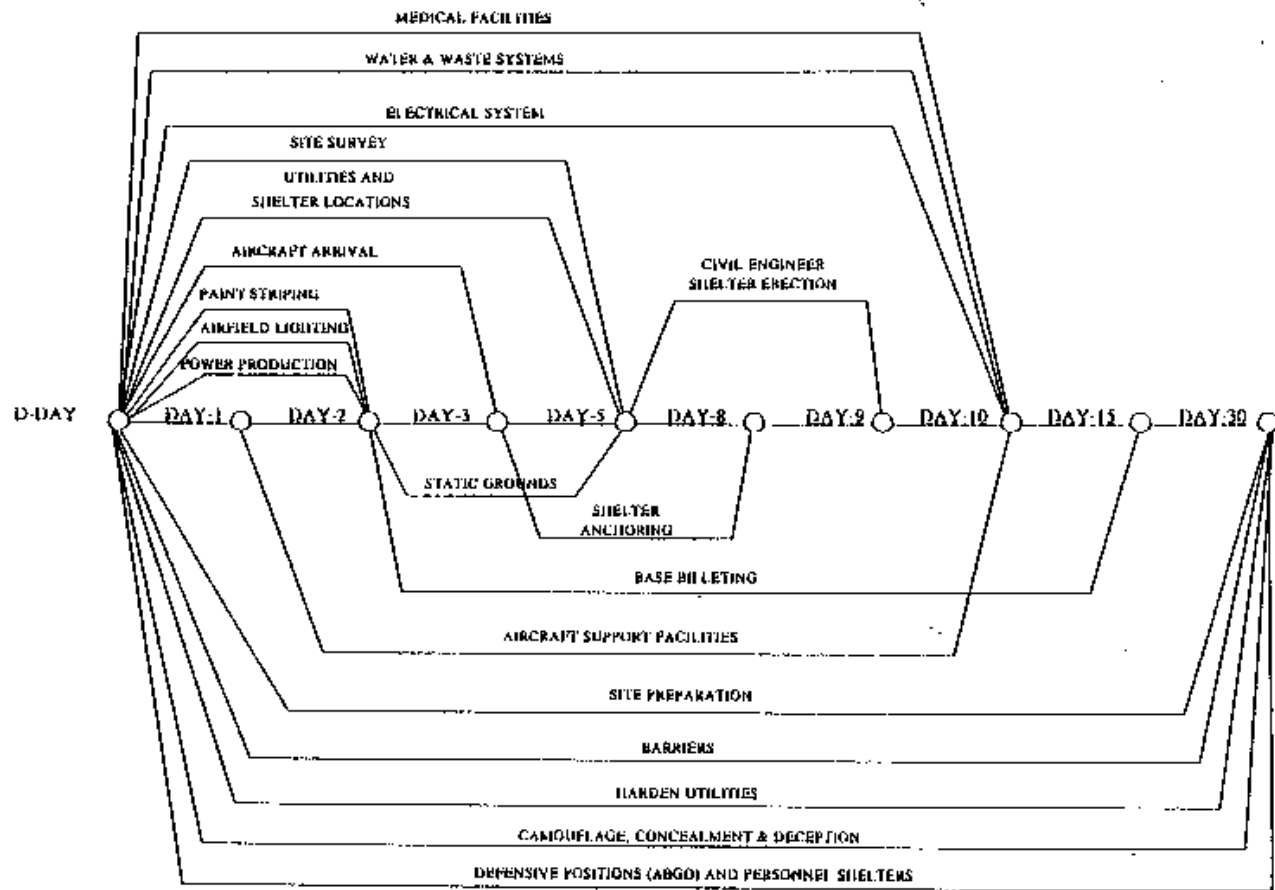 MEDICAL FACILITIES
WATER & WASTE SYSTEMS
ELECTRICAL SYSTEM
SITE SURVEY
UTILITIES AND
SHELTER LOCATIONS
AIRCRAFT ARRIVAL
CIVIL ENGINEER
SHELTER ERECTION
PAINT STRIPING
AIRFIELD LIGHTING
POWER PRODUCTION
D-DAY DAY-1 DAY-2 DAY-3 DAY-5 DAY-8 DAY-9 DAY-10 DAY-15 DAY-30
STATIC GROUNDS
SHELTER
ANCHORING
BASE BILLETING
AIRCRAFT SUPPORT FACILITIES
SITE PREPARATION
BARRIERS
HARDEN UTILITIES
CAMOUFLAGE, CONCEALMENT & DECEPTION
DEFENSIVE POSITIONS (ABGD) AND PERSONNEL SHELTERS